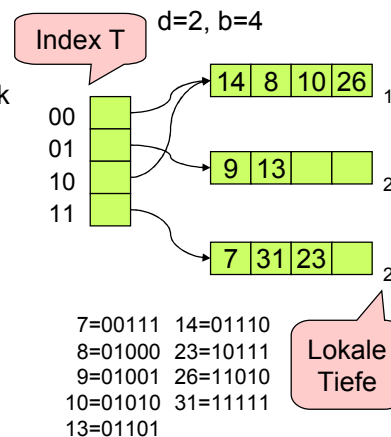 d=2, b=4
Index T
k
14 8 10 26
1
00
01
10
11
9 13
2
7 31 23
2
7=00111 14=01110
8=01000 23=10111
9=01001 26=11010
10=01010 31=11111
13=01101
Lokale
Tiefe